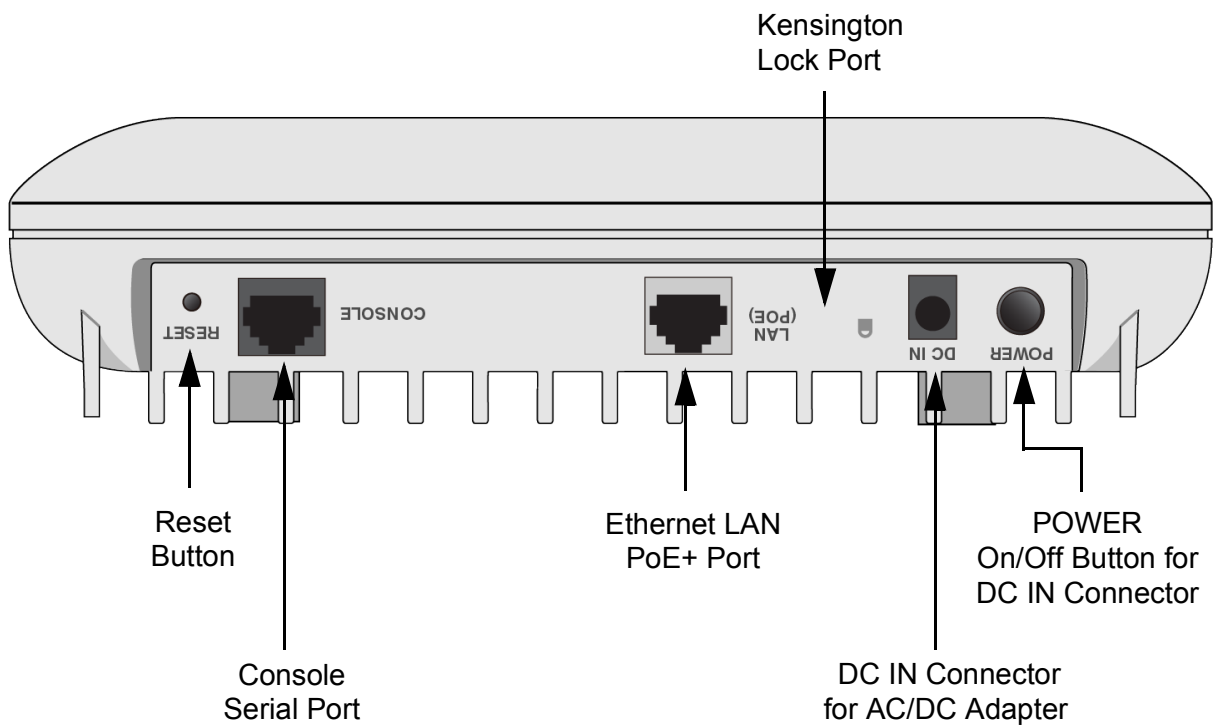 Kensington
Lock Port
RESET
CONSOLE
LAN
(POE)
DC IN
POWER
Reset
Button
Ethernet LAN
PoE+ Port
POWER
On/Off Button for
DC IN Connector
Console
Serial Port
DC IN Connector
for AC/DC Adapter